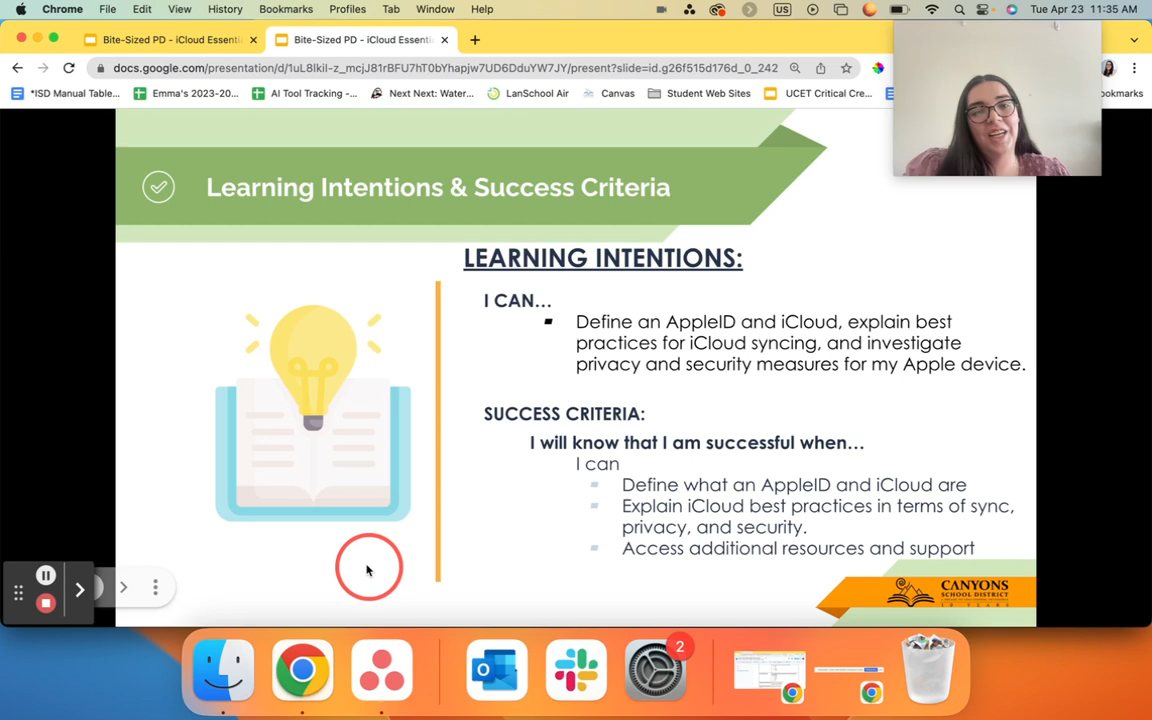 Chrome File Edit View History Bookmarks Profiles Tab Window Help US Tue Apr 23 11:35 AM
Bite-Sized PD - iCloud Essenti Bite-Sized PD - iCloud Essenti
docs.google.com/presentation/d/1uL8lkiI-z_mcjJ81rBFU7hT0bYhapjw7UD6DduYW7JY/present?slide=id.g26f515d176d_0_242
*ISD Manual Table... Emma's 2023-20... AI Tool Tracking -... Next Next: Water... LanSchool Air Canvas Student Web Sites UCET Critical Cre... ookmarks
Learning Intentions & Success Criteria
LEARNING INTENTIONS:
I CAN...
Define an AppleID and iCloud, explain best
practices for iCloud syncing, and investigate
privacy and security measures for my Apple device.
SUCCESS CRITERIA:
I will know that I am successful when...
I can
Define what an AppleID and iCloud are
Explain iCloud best practices in terms of sync,
privacy, and security.
Access additional resources and support
CANYONS
SCHOOL DISTRICT
2